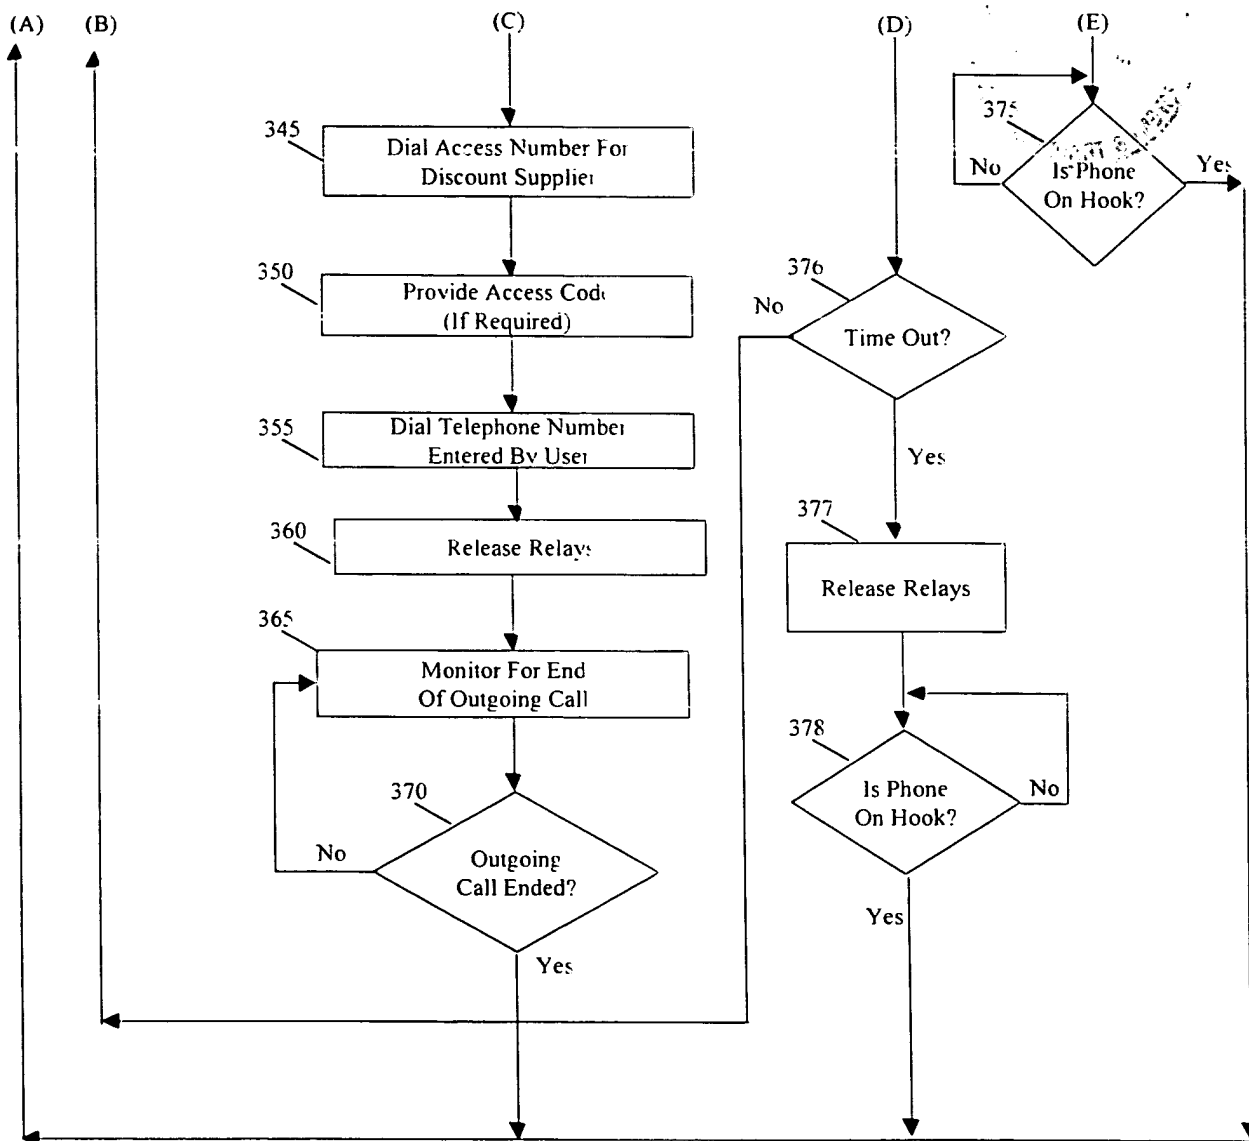 (A)
(B)
(C)
(D)
(E)
345
Dial Access Number For
Discount Supplier
350
Provide Access Code
(If Required)
355
Dial Telephone Number
Entered By User
360
Release Relays
365
Monitor For End
Of Outgoing Call
370
No
Outgoing
Call Ended?
Yes
376
No
Time Out?
Yes
377
Release Relays
378
Is Phone
On Hook?
No
Yes
375
No
Is Phone
On Hook?
Yes